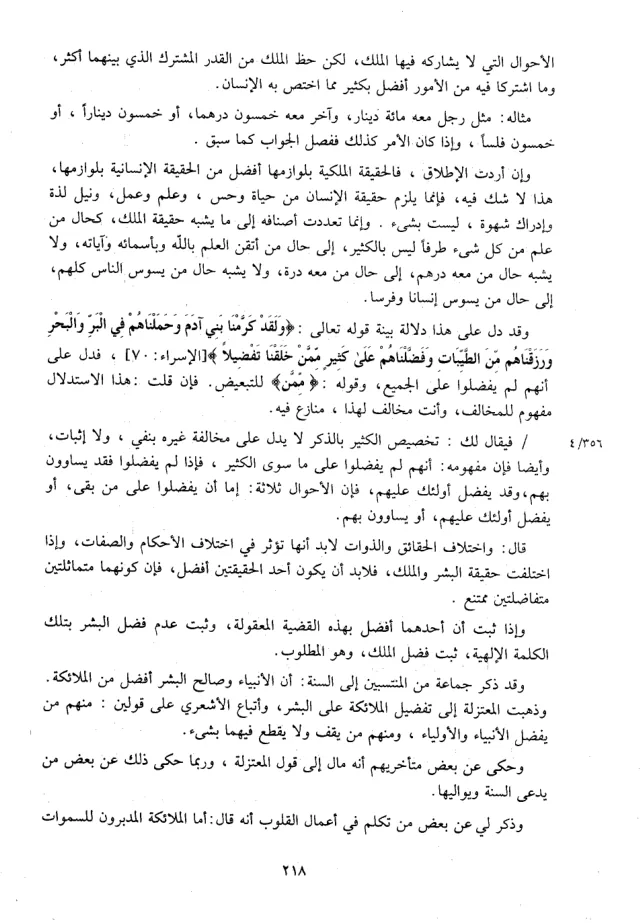 الأحوال التي لا يشاركه فيها الملك، لكن حظ الملك من القدر المشترك الذي بينهما أكثر،
وما اشتركا فيه من الأمور أفضل بكثير مما اختص به الإنسان.
مثاله: مثل رجل معه مائة دينار، وآخر معه خمسون درهما، أو خمسون ديناراً ، أو
خمسون فلساً ، وإذا كان الأمر كذلك ففصل الجواب كما سبق .
وإن أردت الإطلاق ، فالحقيقة الملكية بلوازمها أفضل من الحقيقة الإنسانية بلوازمها،
هذا لا شك فيه، فإنما يلزم حقيقة الإنسان من حياة وحس ، وعلم وعمل، ونيل لذة
وإدراك شهوة ، ليست بشيء . وإنما تعددت أصنافه إلى ما يشبه حقيقة الملك، كحال من
علم من كل شيء طرفاً ليس بالكثير، إلى حال من أتقن العلم بالله وبأسمائه وآياته، ولا
يشبه حال من معه درهم، إلى حال من معه درة، ولا يشبه حال من يسوس الناس كلهم،
إلى حال من يسوس إنسانا وفرسا.
وقد دل على هذا دلالة بينة قوله تعالى :﴿وَلَقَدْ كَرَّمْنَا بَنِي آدَمَ وَحَمَلْنَاهُمْ فِي الْبَرِّ وَالْبَحْرِ
وَرَزَقْنَاهُم مِّنَ الطَّيِّبَاتِ وَفَضَّلْنَاهُمْ عَلَىٰ كَثِيرٍ مِّمَّنْ خَلَقْنَا تَفْضِيلاً ﴾[الإسراء: ٧٠] ، فدل على
أنهم لم يفضلوا على الجميع، وقوله :﴿ مِّمَّن﴾ للتبعيض. فإن قلت :هذا الاستدلال
مفهوم للمخالف، وأنت مخالف لهذا ، منازع فيه.
٤/٣٥٦ / فيقال لك : تخصيص الكثير بالذكر لا يدل على مخالفة غيره بنفي ، ولا إثبات،
وأيضا فإن مفهومه: أنهم لم يفضلوا على ما سوى الكثير ، فإذا لم يفضلوا فقد يساوون
بهم،وقد يفضل أولئك عليهم، فإن الأحوال ثلاثة: إما أن يفضلوا على من بقى، أو
يفضل أولئك عليهم، أو يساوون بهم.
قال: واختلاف الحقائق والذوات لابد أنها تؤثر في اختلاف الأحكام والصفات، وإذا
اختلفت حقيقة البشر والملك، فلابد أن يكون أحد الحقيقتين أفضل، فإن كونهما متماثلتين
متفاضلتين ممتنع .
وإذا ثبت أن أحدهما أفضل بهذه القضية المعقولة، وثبت عدم فضل البشر بتلك
الكلمة الإلهية، ثبت فضل الملك، وهو المطلوب.
وقد ذكر جماعة من المنتسبين إلى السنة: أن الأنبياء وصالح البشر أفضل من الملائكة.
وذهبت المعتزلة إلى تفضيل الملائكة على البشر، وأتباع الأشعري على قولين : منهم من
يفضل الأنبياء والأولياء ، ومنهم من يقف ولا يقطع فيهما بشيء.
وحكى عن بعض متأخريهم أنه مال إلى قول المعتزلة ، وربما حكى ذلك عن بعض من
يدعى السنة ويواليها.
وذكر لي عن بعض من تكلم في أعمال القلوب أنه قال:أما الملائكة المدبرون للسموات
٢١٨